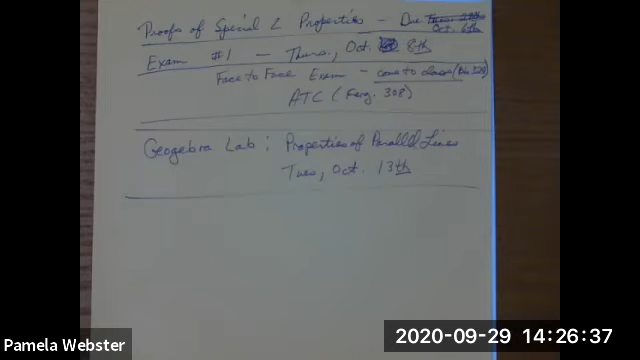 Proofs of Special ∠ Properties - Due
Oct. 6th
Exam #1 - Thurs., Oct. 8th
Face to Face Exam - come to class (Bin 328)
ATC (Ferg. 308)
Geogebra Lab: Properties of Parallel Lines
Tues, Oct. 13th
Pamela Webster
2020-09-29 14:26:37